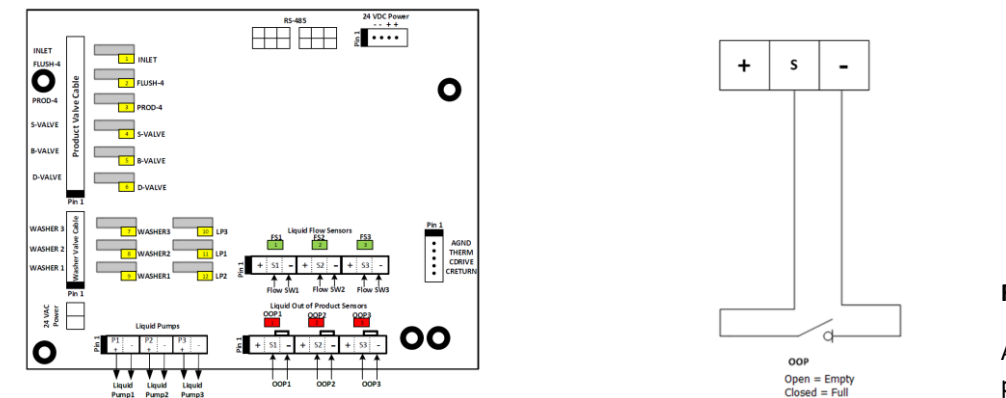 RS-485
24 VDC Power
- - + +
Pin 1
INLET
FLUSH-4
PROD-4
S-VALVE
B-VALVE
D-VALVE
Product Valve Cable
Pin 1
1 INLET
2 FLUSH-4
3 PROD-4
4 S-VALVE
5 B-VALVE
6 D-VALVE
WASHER 3
WASHER 2
WASHER 1
Washer Valve Cable
Pin 1
7 WASHER3
8 WASHER2
9 WASHER1
10 LP3
11 LP1
12 LP2
Liquid Flow Sensors
FS1 FS2 FS3
1 2 3
Pin 1
+ S1 - + S2 - + S3 -
Flow SW1 Flow SW2 Flow SW3
Pin 1
AGND
THERM
CDRIVE
CRETURN
24 VAC
Power
Liquid Pumps
Pin 1
P1 - P2 - P3 -
+ + +
Liquid Pump1
Liquid Pump2
Liquid Pump3
Liquid Out of Product Sensors
OOP1 OOP2 OOP3
Pin 1
+ S1 - + S2 - + S3 -
OOP1 OOP2 OOP3
+ S -
OOP
Open = Empty
Closed = Full